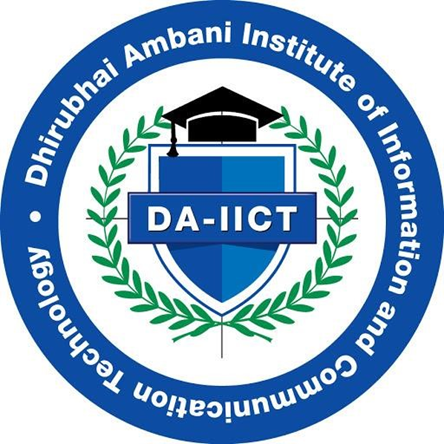 Dhirubhai Ambani Institute of Information and Communication Technology •
DA-IICT